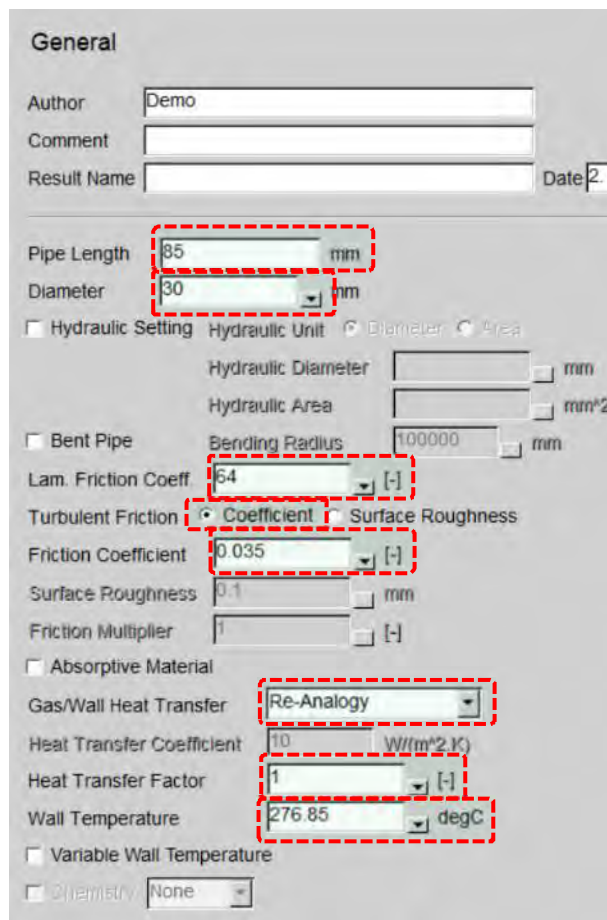 General
Author Demo
Comment
Result Name Date 2.
Pipe Length 85 mm
Diameter 30 mm
Hydraulic Setting Hydraulic Unit Diameter Area
Hydraulic Diameter mm
Hydraulic Area mm^2
Bent Pipe Bending Radius 100000 mm
Lam. Friction Coeff. 64 [-]
Turbulent Friction Coefficient Surface Roughness
Friction Coefficient 0.035 [-]
Surface Roughness 0.1 mm
Friction Multiplier 1 [-]
Absorptive Material
Gas/Wall Heat Transfer Re-Analogy
Heat Transfer Coefficient 10 W/(m^2.K)
Heat Transfer Factor 1 [-]
Wall Temperature 276.85 degC
Variable Wall Temperature
Chemistry None